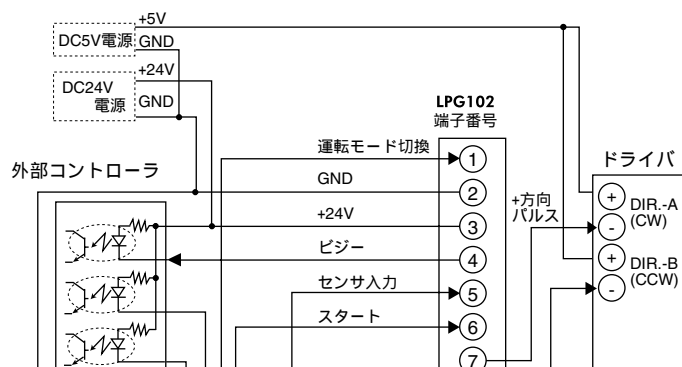 +5V
DC5V電源
GND
+24V
DC24V
電源
GND
LPG102
端子番号
外部コントローラ
ドライバ
運転モード切換
1
GND
2
+24V
3
ビジー
4
センサ入力
5
スタート
6
7
+方向
パルス
+
DIR.-A
(CW)
-
+
DIR.-B
(CCW)
-